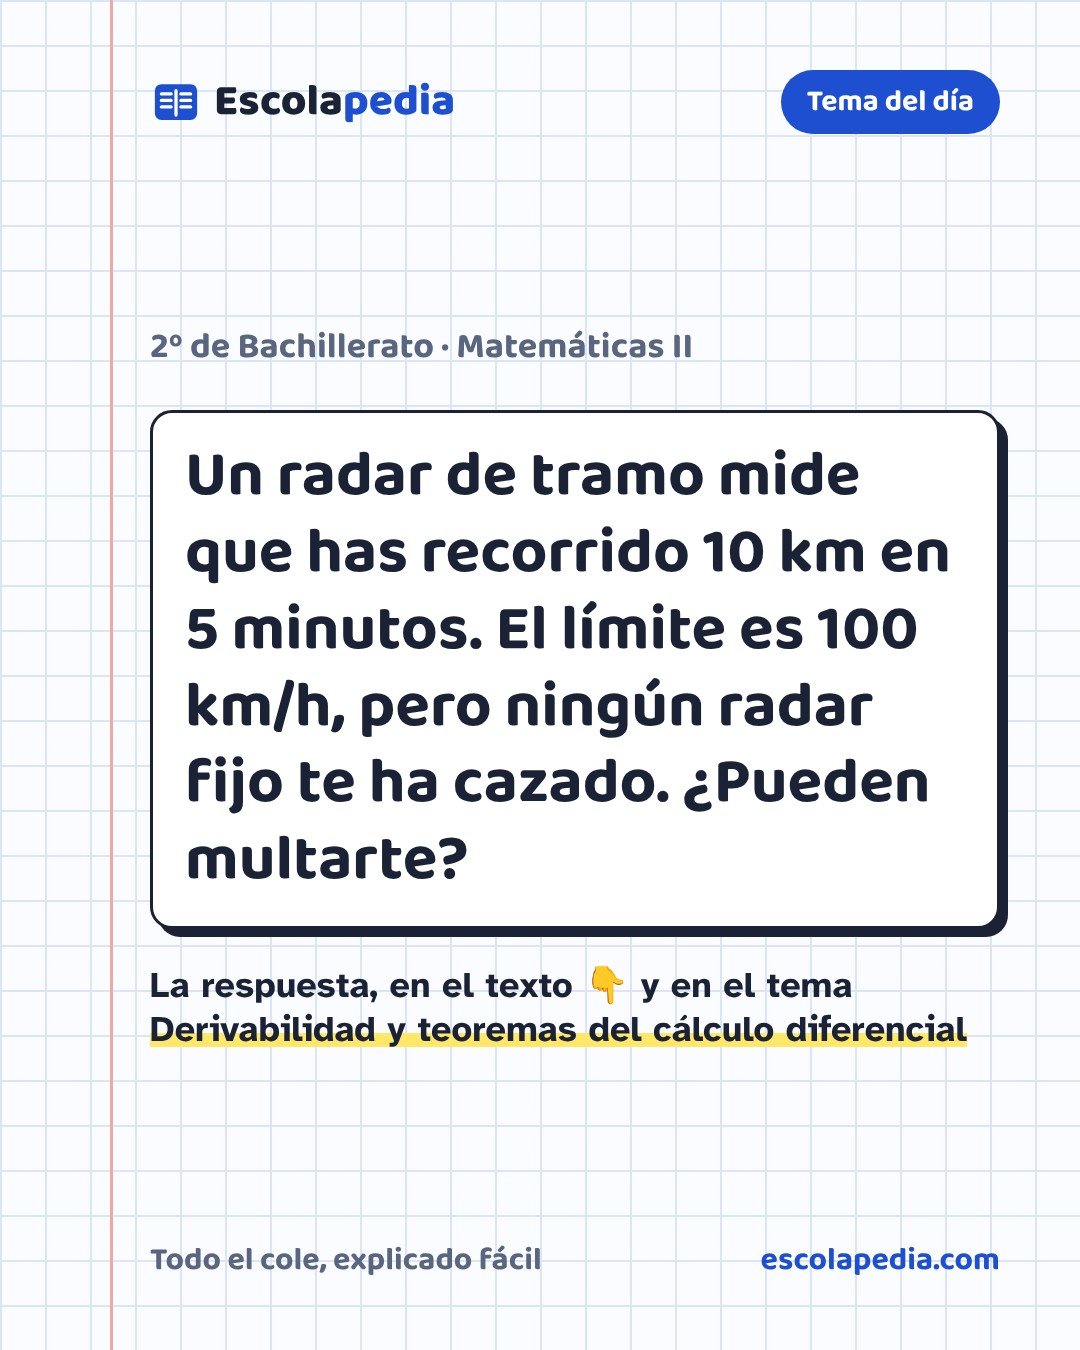 Escolapedia
Tema del día
2º de Bachillerato · Matemáticas II
Un radar de tramo mide
que has recorrido 10 km en
5 minutos. El límite es 100
km/h, pero ningún radar
fijo te ha cazado. ¿Pueden
multarte?
La respuesta, en el texto 👇 y en el tema
Derivabilidad y teoremas del cálculo diferencial
Todo el cole, explicado fácil
escolapedia.com